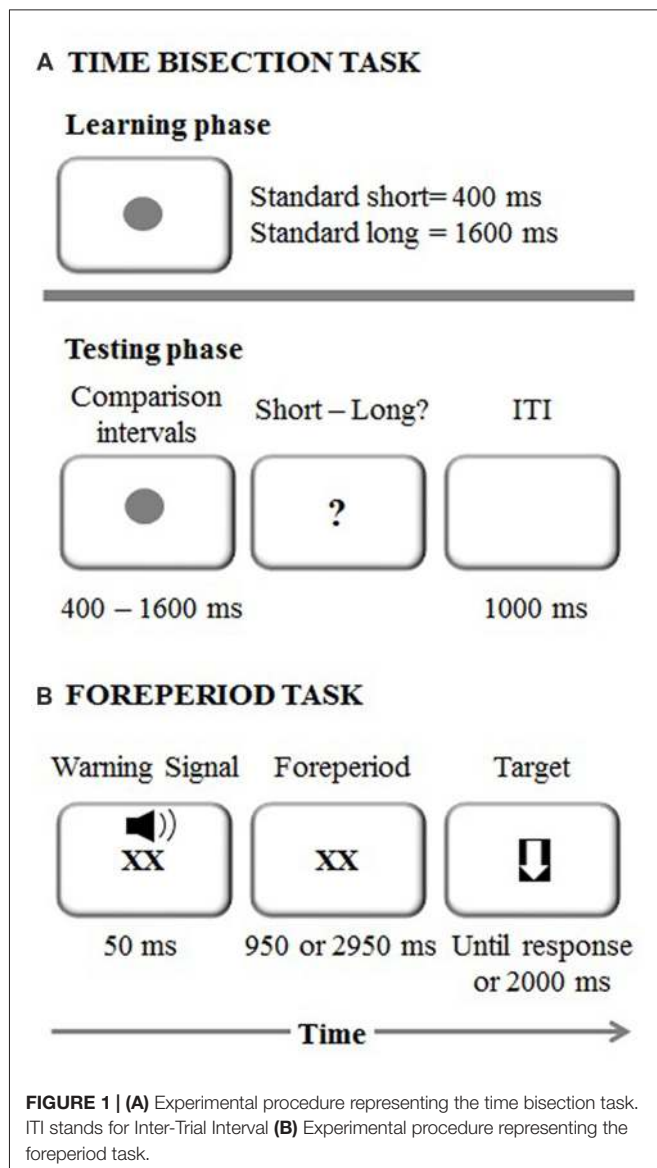 A TIME BISECTION TASK
Learning phase
Standard short= 400 ms
Standard long = 1600 ms
Testing phase
Comparison intervals Short – Long? ITI
?
400 – 1600 ms 1000 ms
B FOREPERIOD TASK
Warning Signal Foreperiod Target
XX XX
50 ms 950 or 2950 ms Until response or 2000 ms
Time
FIGURE 1 | (A) Experimental procedure representing the time bisection task.
ITI stands for Inter-Trial Interval (B) Experimental procedure representing the
foreperiod task.